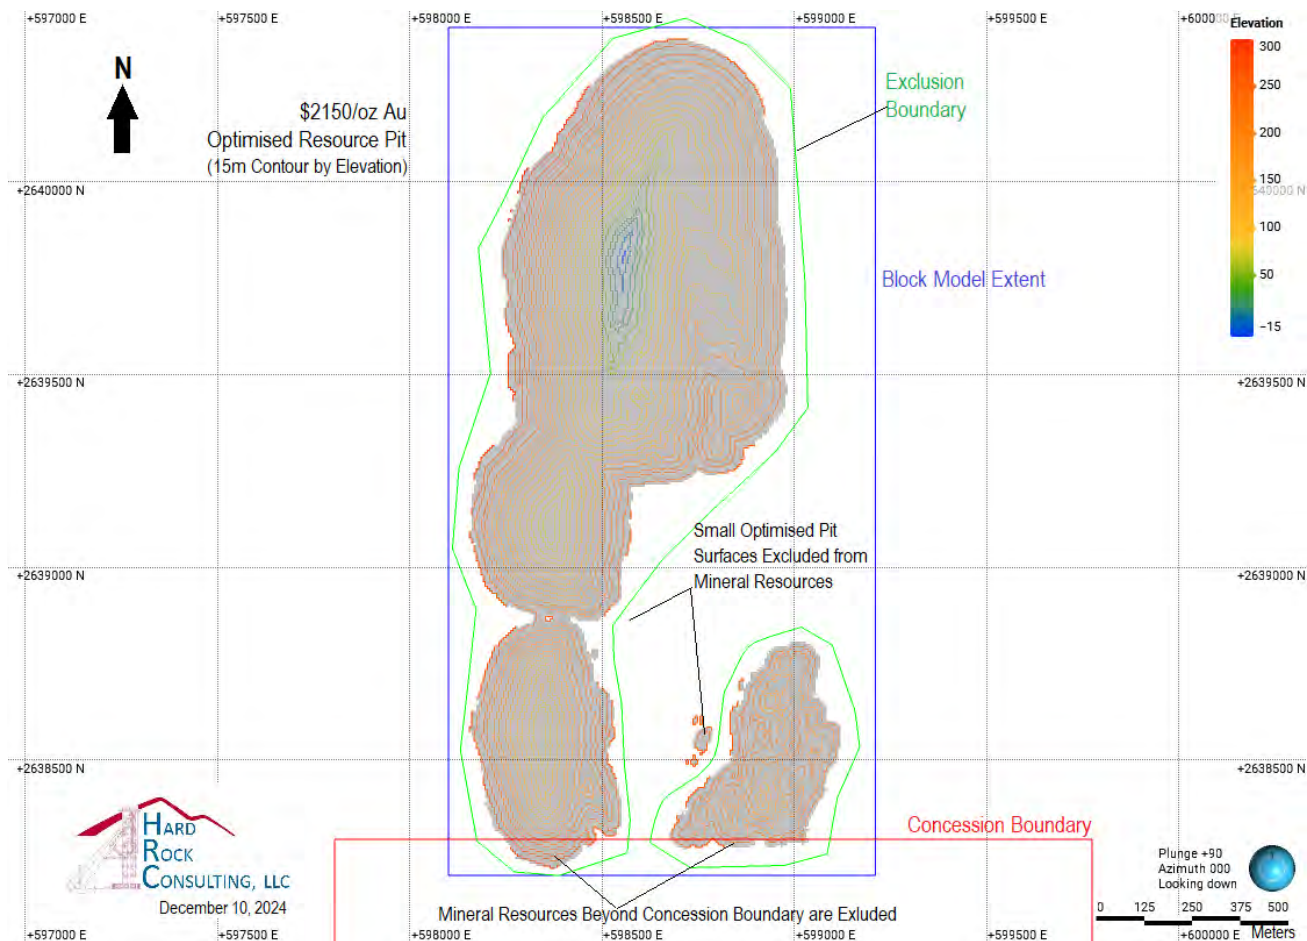 +597000 E
+597500 E
+598000 E
+598500 E
+599000 E
+599500 E
+60000
Elevation
300
250
200
150
100
50
-15
N
$2150/oz Au
Optimised Resource Pit
(15m Contour by Elevation)
Exclusion
Boundary
+2640000 N
Block Model Extent
+2639500 N
+2639500 N
Small Optimised Pit
Surfaces Excluded from
Mineral Resources
+2639000 N
+2639000 N
+2638500 N
+2638500 N
Concession Boundary
HARD
ROCK
CONSULTING, LLC
December 10, 2024
Mineral Resources Beyond Concession Boundary are Exluded
Plunge +90
Azimuth 000
Looking down
0 125 250 375 500
Meters
+597000 E
+597500 E
+598000 E
+598500 E
+599000 E
+599500 E
+600000 E